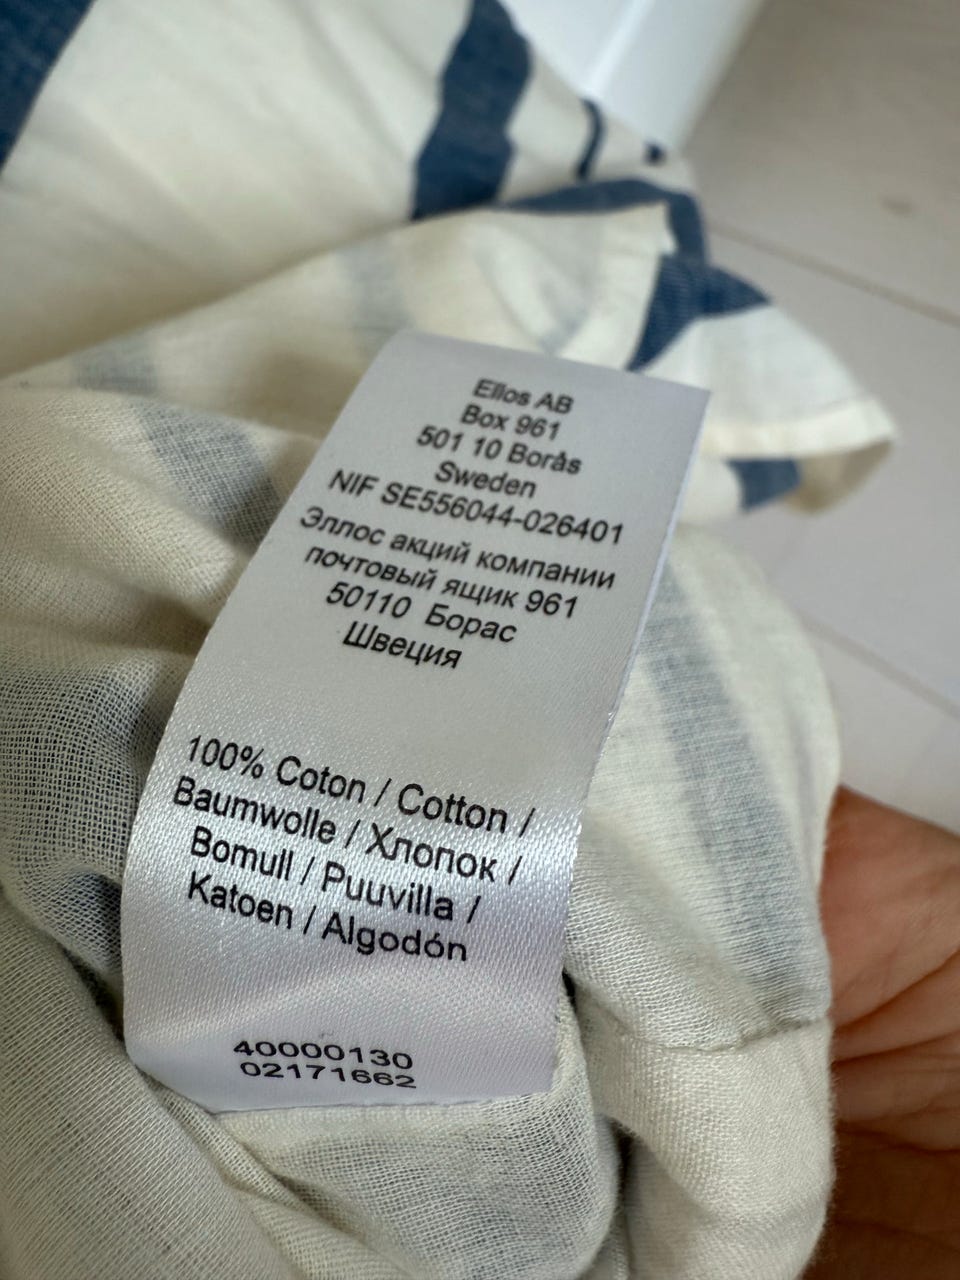 Ellos AB
Box 961
501 10 Borås
Sweden
NIF SE556044-026401
Эллос акций компании
почтовый ящик 961
50110 Борас
Швеция
100% Coton / Cotton /
Baumwolle / Хлопок /
Bomull / Puuvilla /
Katoen / Algodón
40000130
02171662